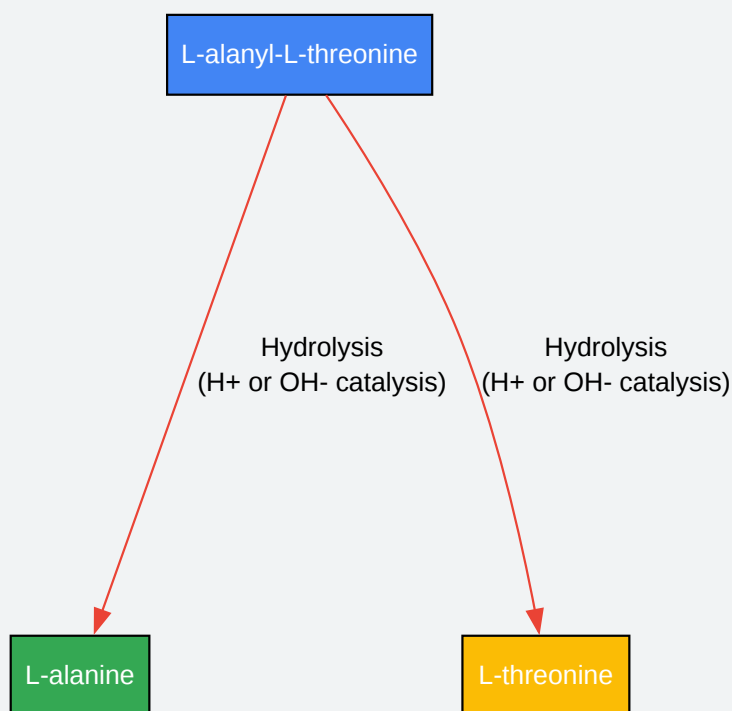 L-alanyl-L-threonine
Hydrolysis
(H+ or OH- catalysis)
Hydrolysis
(H+ or OH- catalysis)
L-alanine
L-threonine